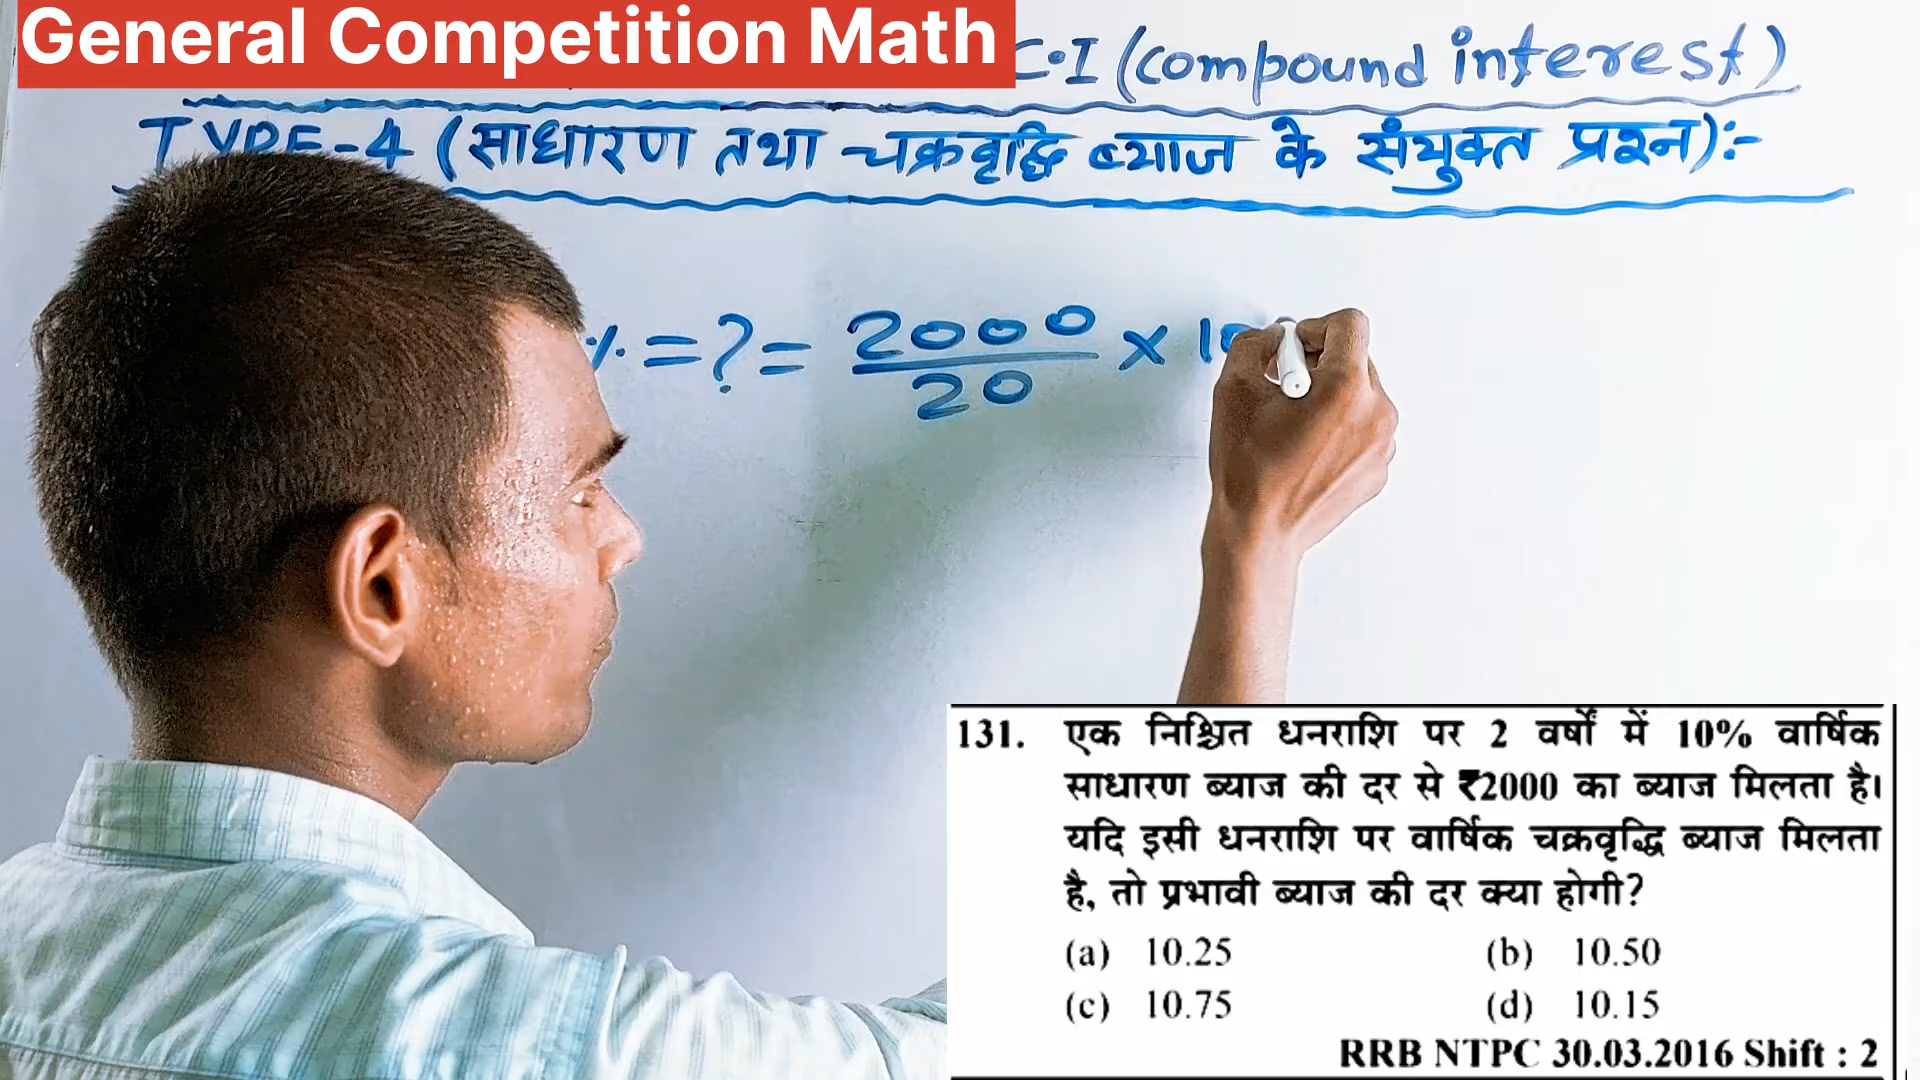 General Competition Math
C·I (compound interest)
TYPE-4 (साधारण तथा चक्रवृद्धि ब्याज के संयुक्त प्रश्न):-
% = ? = 2000/20 × 10
131. एक निश्चित धनराशि पर 2 वर्षों में 10% वार्षिक
साधारण ब्याज की दर से ₹2000 का ब्याज मिलता है।
यदि इसी धनराशि पर वार्षिक चक्रवृद्धि ब्याज मिलता
है, तो प्रभावी ब्याज की दर क्या होगी?
(a) 10.25 (b) 10.50
(c) 10.75 (d) 10.15
RRB NTPC 30.03.2016 Shift : 2